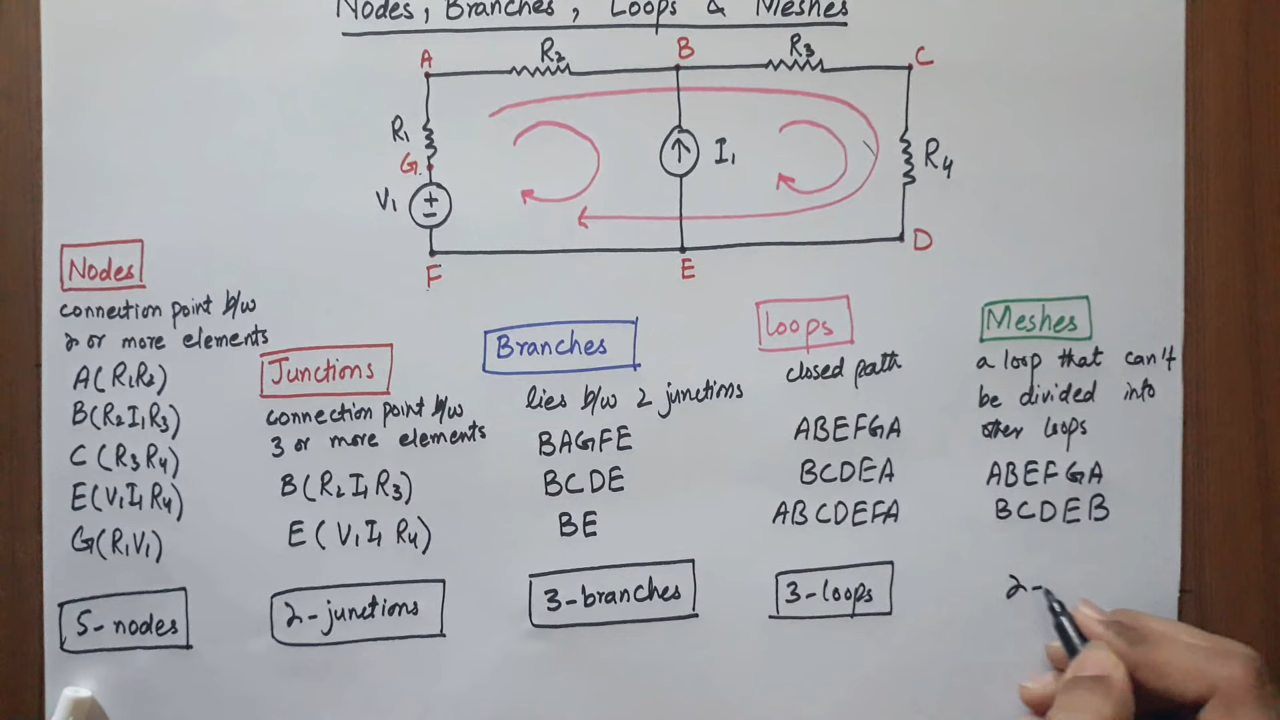 Nodes, Branches, Loops & Meshes
A
R2
B
R3
C
R1
G
V1
+
−
I1
R4
F
E
D
Nodes
connection point b/w
2 or more elements
A(R1R2)
B(R2I1R3)
C(R3R4)
E(V1I1R4)
G(R1V1)
5-nodes
Junctions
connection point b/w
3 or more elements
B(R2I1R3)
E(V1I1R4)
2-junctions
Branches
lies b/w 2 junctions
BAGFE
BCDE
BE
3-branches
Loops
closed path
ABEFGA
BCDEA
ABCDEFA
3-loops
Meshes
a loop that can't
be divided into
other loops
ABEFGA
BCDEB
2-